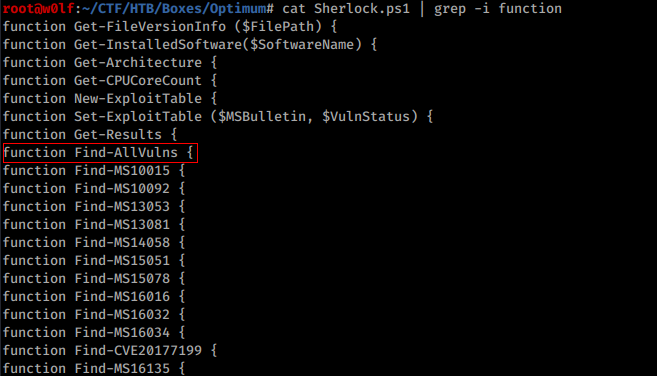 root@w0lf:~/CTF/HTB/Boxes/Optimum# cat Sherlock.ps1 | grep -i function
function Get-FileVersionInfo ($FilePath) {
function Get-InstalledSoftware($SoftwareName) {
function Get-Architecture {
function Get-CPUCoreCount {
function New-ExploitTable {
function Set-ExploitTable ($MSBulletin, $VulnStatus) {
function Get-Results {
function Find-AllVulns {
function Find-MS10015 {
function Find-MS10092 {
function Find-MS13053 {
function Find-MS13081 {
function Find-MS14058 {
function Find-MS15051 {
function Find-MS15078 {
function Find-MS16016 {
function Find-MS16032 {
function Find-MS16034 {
function Find-CVE20177199 {
function Find-MS16135 {